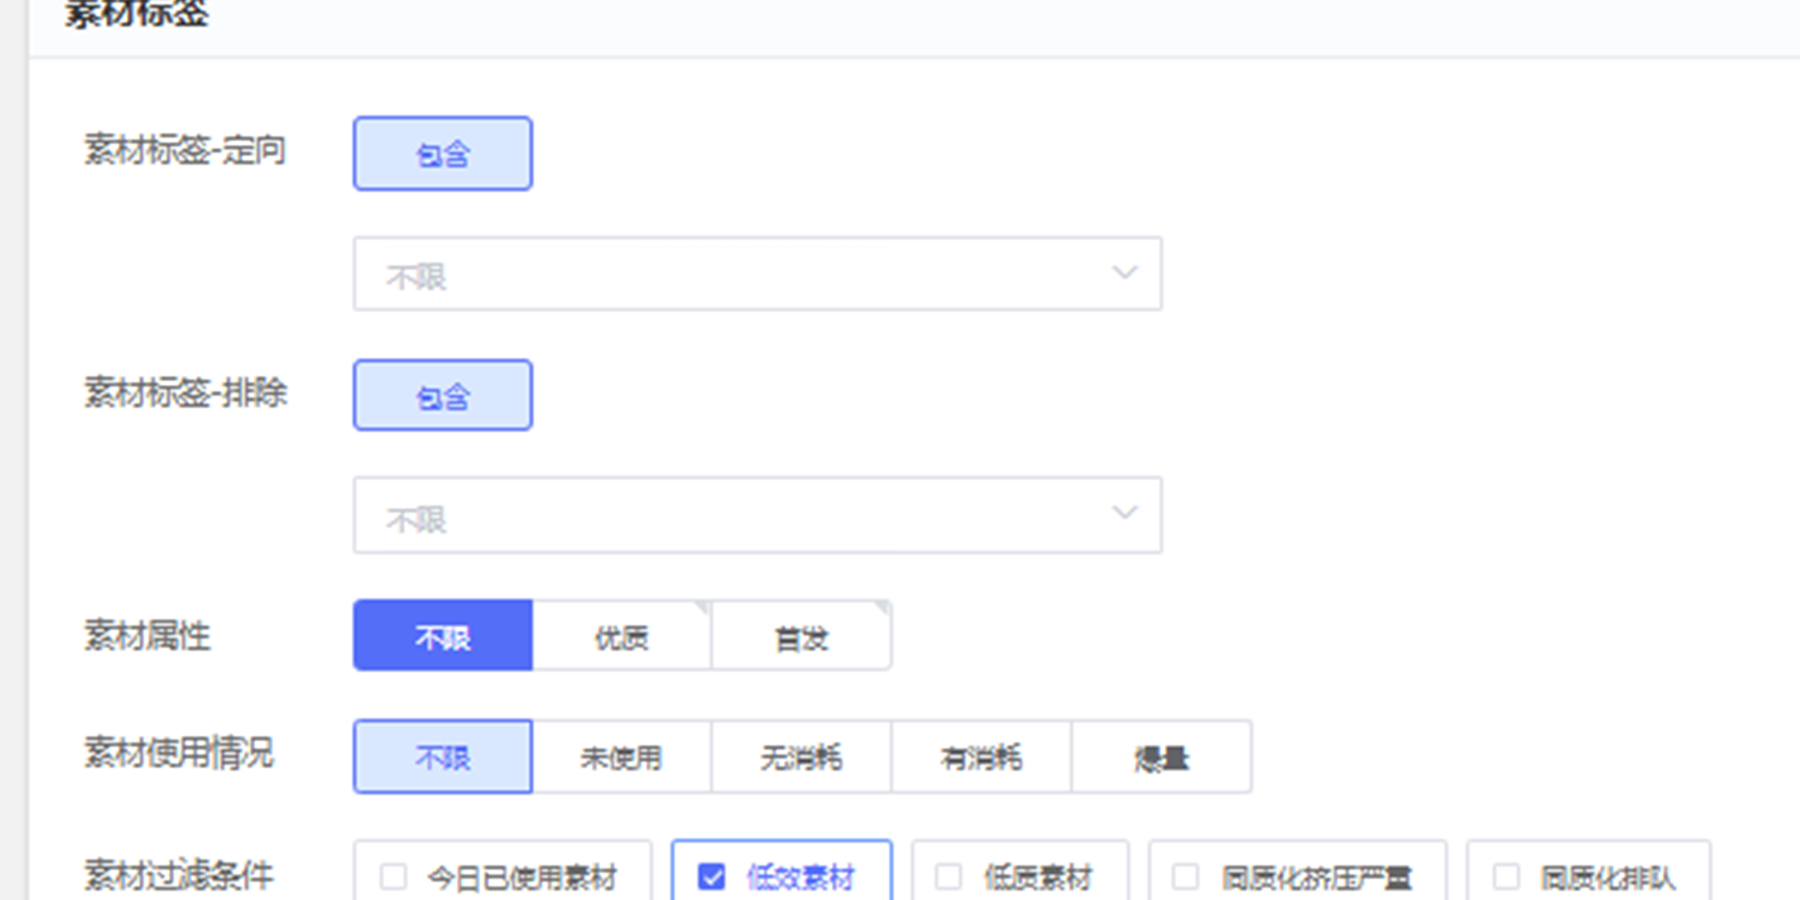 素材标签
素材标签-定向 包含
不限
素材标签-排除 包含
不限
素材属性 不限 优质 首发
素材使用情况 不限 未使用 无消耗 有消耗 爆量
素材过滤条件 今日已使用素材 低效素材 低质素材 同质化挤压严重 同质化排队